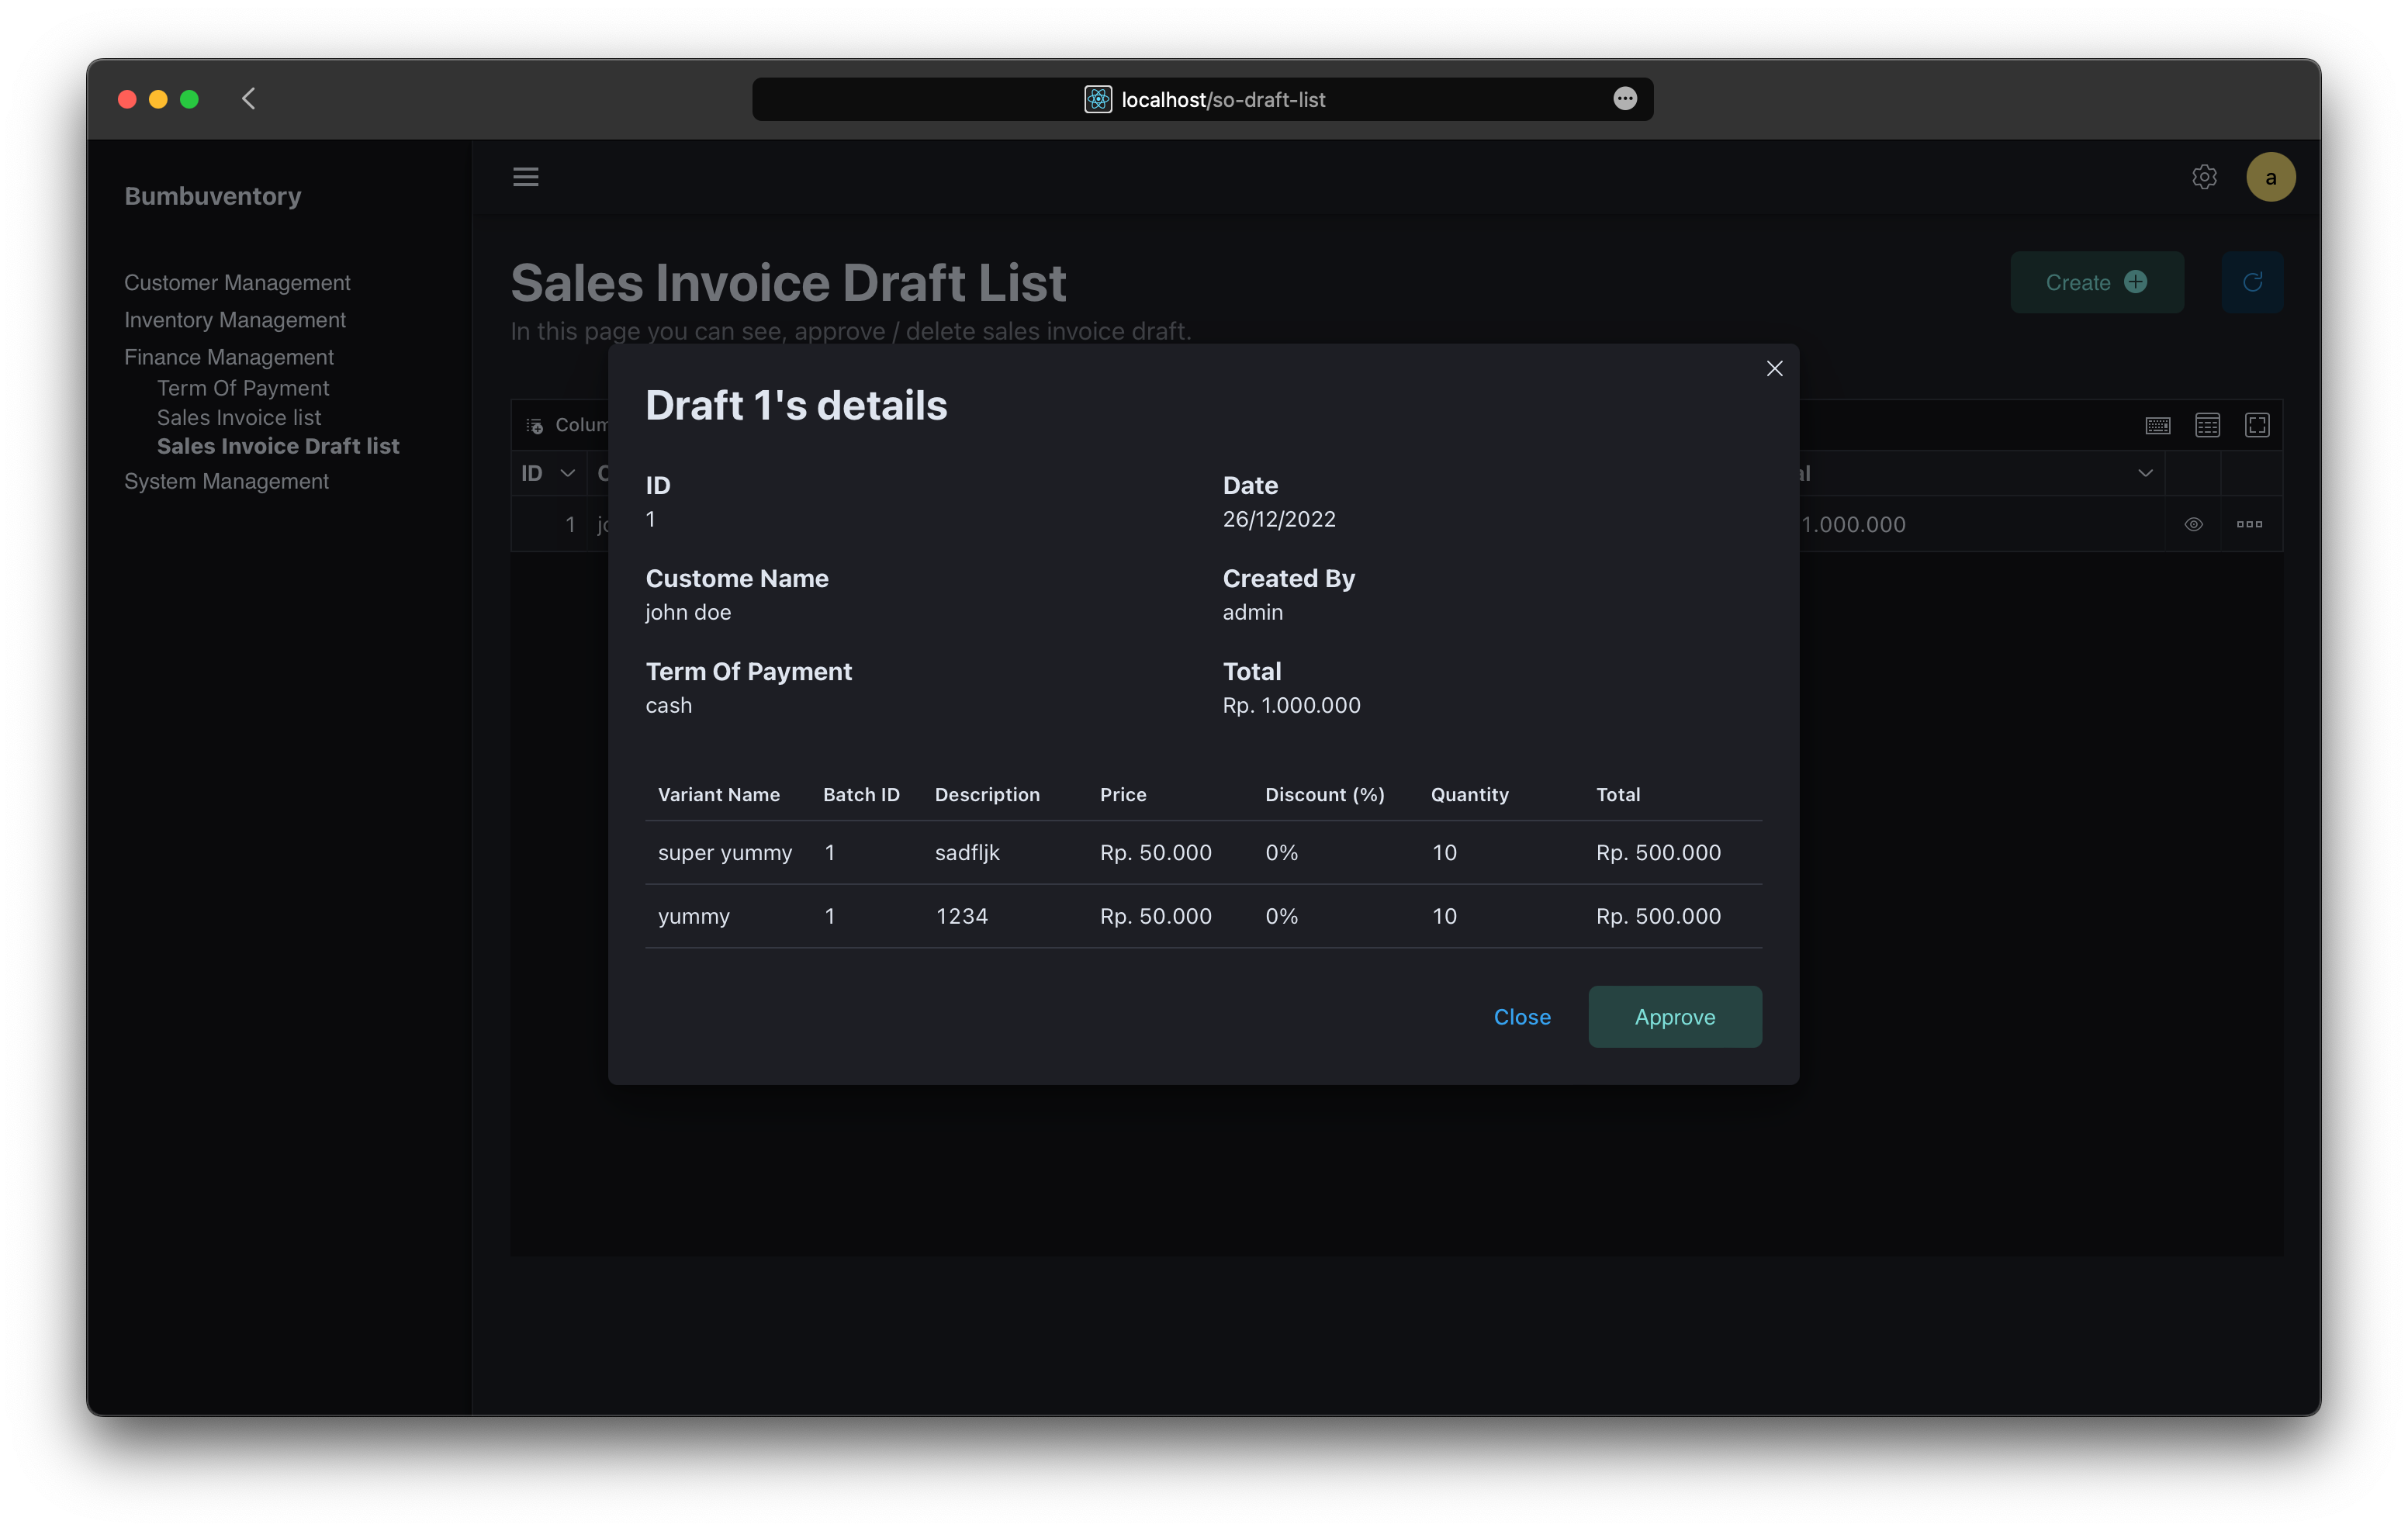 localhost/so-draft-list
Bumbuventory
a
Customer Management
Inventory Management
Finance Management
Term Of Payment
Sales Invoice list
Sales Invoice Draft list
System Management
Sales Invoice Draft List
In this page you can see, approve / delete sales invoice draft.
Create
ID
1
1.000.000
Draft 1's details
ID Date
1 26/12/2022
Custome Name Created By
john doe admin
Term Of Payment Total
cash Rp. 1.000.000
Variant Name Batch ID Description Price Discount (%) Quantity Total
super yummy 1 sadfljk Rp. 50.000 0% 10 Rp. 500.000
yummy 1 1234 Rp. 50.000 0% 10 Rp. 500.000
Close Approve